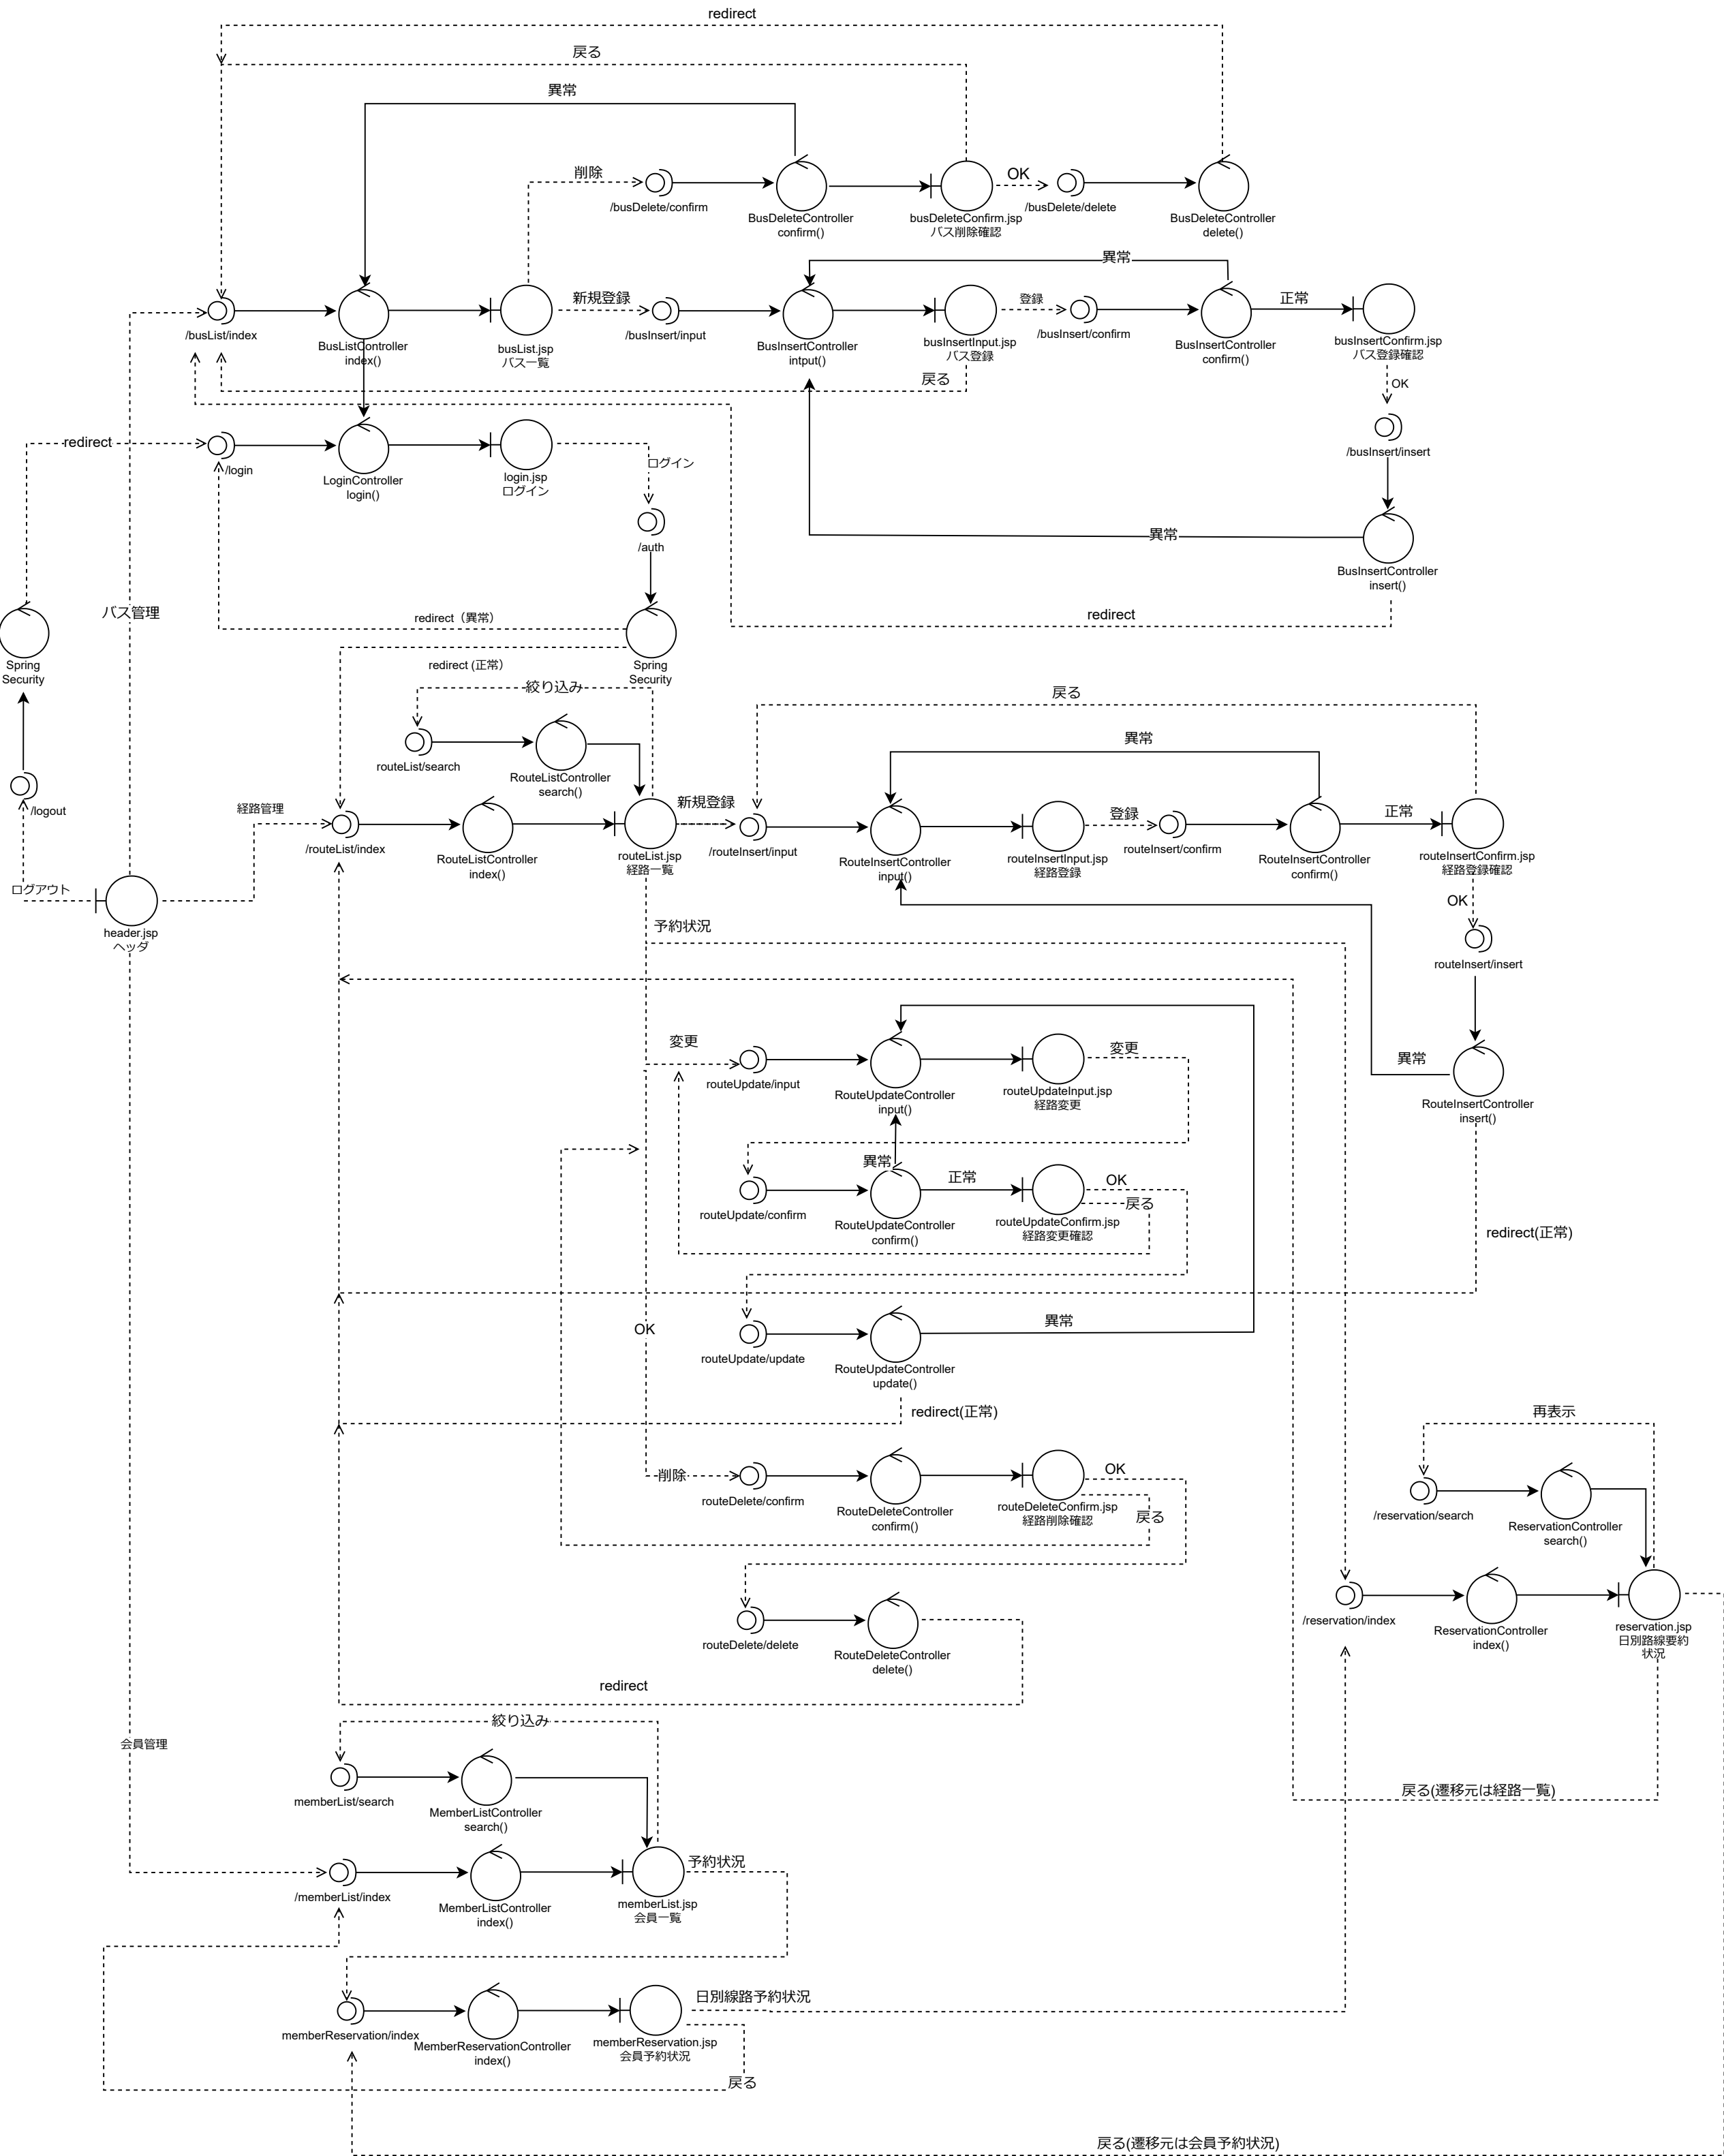 redirect
戻る
異常
削除
/busDelete/confirm
BusDeleteController
confirm()
busDeleteConfirm.jsp
バス削除確認
OK
/busDelete/delete
BusDeleteController
delete()
異常
/busList/index
BusListController
index()
busList.jsp
バス一覧
新規登録
/busInsert/input
BusInsertController
intput()
busInsertInput.jsp
バス登録
登録
/busInsert/confirm
BusInsertController
confirm()
正常
busInsertConfirm.jsp
バス登録確認
戻る
OK
redirect
/login
LoginController
login()
login.jsp
ログイン
ログイン
/busInsert/insert
/auth
異常
BusInsertController
insert()
バス管理
redirect（異常）
redirect
Spring
Security
redirect (正常）
Spring
Security
絞り込み
戻る
routeList/search
RouteListController
search()
異常
/logout
経路管理
新規登録
登録
正常
/routeList/index
RouteListController
index()
routeList.jsp
経路一覧
/routeInsert/input
RouteInsertController
input()
routeInsertInput.jsp
経路登録
routeInsert/confirm
RouteInsertController
confirm()
routeInsertConfirm.jsp
経路登録確認
ログアウト
OK
header.jsp
ヘッダ
予約状況
routeInsert/insert
変更
変更
異常
routeUpdate/input
RouteUpdateController
input()
routeUpdateInput.jsp
経路変更
RouteInsertController
insert()
異常
正常
OK
戻る
routeUpdate/confirm
RouteUpdateController
confirm()
routeUpdateConfirm.jsp
経路変更確認
redirect(正常)
OK
異常
routeUpdate/update
RouteUpdateController
update()
redirect(正常)
再表示
削除
OK
routeDelete/confirm
RouteDeleteController
confirm()
routeDeleteConfirm.jsp
経路削除確認
戻る
/reservation/search
ReservationController
search()
routeDelete/delete
RouteDeleteController
delete()
/reservation/index
ReservationController
index()
reservation.jsp
日別路線要約
状況
redirect
絞り込み
会員管理
戻る(遷移元は経路一覧)
memberList/search
MemberListController
search()
予約状況
/memberList/index
MemberListController
index()
memberList.jsp
会員一覧
日別線路予約状況
memberReservation/index
MemberReservationController
index()
memberReservation.jsp
会員予約状況
戻る
戻る(遷移元は会員予約状況)